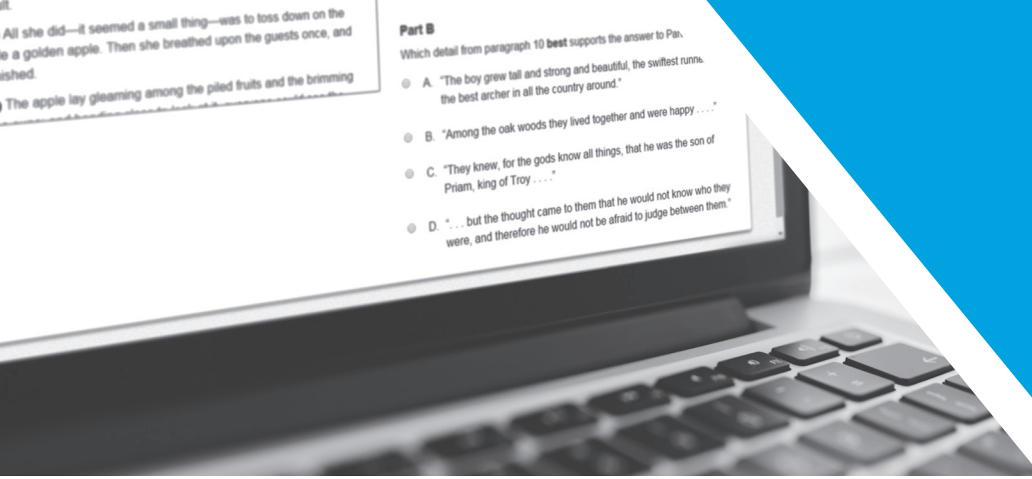 ult.
All she did—it seemed a small thing—was to toss down on the
e a golden apple. Then she breathed upon the guests once, and
ished.
The apple lay gleaming among the piled fruits and the brimming
Part B
Which detail from paragraph 10 best supports the answer to Par
A. "The boy grew tall and strong and beautiful, the swiftest runne
the best archer in all the country around."
B. "Among the oak woods they lived together and were happy . . . ."
C. "They knew, for the gods know all things, that he was the son of
Priam, king of Troy . . . ."
D. ". . . but the thought came to them that he would not know who they
were, and therefore he would not be afraid to judge between them."